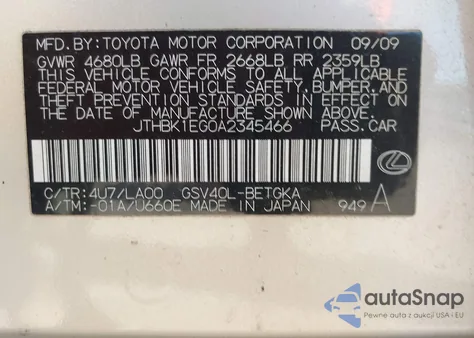 MFD.BY: TOYOTA MOTOR CORPORATION 09/09
GVWR 4680LB GAWR FR 2668LB RR 2359LB
THIS VEHICLE CONFORMS TO ALL APPLICABLE
FEDERAL MOTOR VEHICLE SAFETY,BUMPER,AND
THEFT PREVENTION STANDARDS IN EFFECT ON
THE DATE OF MANUFACTURE SHOWN ABOVE.
JTHBK1EG0A2345466 PASS.CAR
C/TR: 4U7/LA00 GSV40L-BETGKA
A/TM: -01A/U660E MADE IN JAPAN 949 A
autoSnap
Pewne auta z aukcji USA i EU